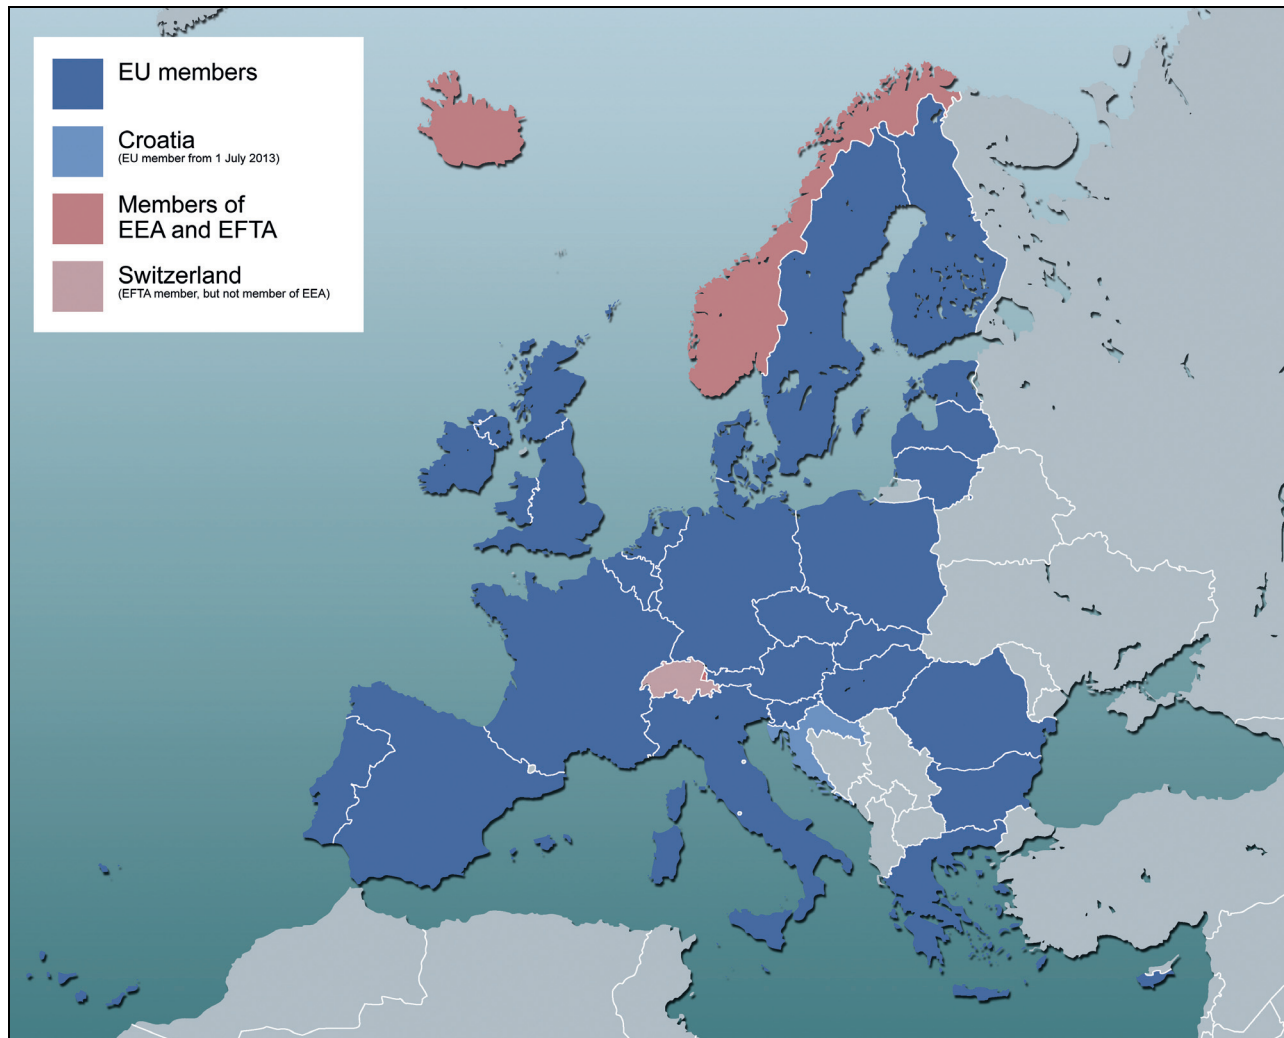 EU members
Croatia
(EU member from 1 July 2013)
Members of
EEA and EFTA
Switzerland
(EFTA member, but not member of EEA)